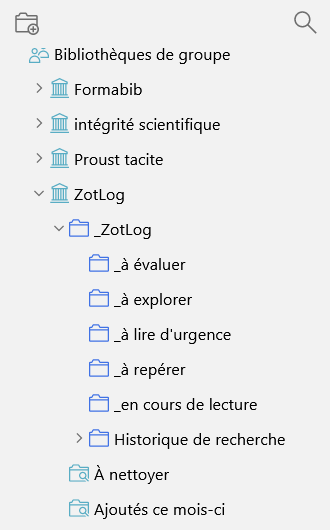 Bibliothèques de groupe
Formabib
intégrité scientifique
Proust tacite
ZotLog
_ZotLog
_à évaluer
_à explorer
_à lire d'urgence
_à repérer
_en cours de lecture
Historique de recherche
À nettoyer
Ajoutés ce mois-ci